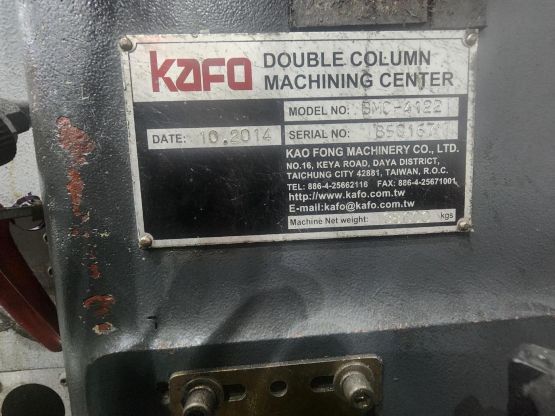 KAFO
DOUBLE COLUMN
MACHINING CENTER
MODEL NO: BMC-4122
DATE: 10.2014 SERIAL NO:
KAO FONG MACHINERY CO., LTD.
NO.16, KEYA ROAD, DAYA DISTRICT,
TAICHUNG CITY 42881, TAIWAN, R.O.C.
TEL: 886-4-25662116 FAX: 886-4-25671001
http://www.kafo.com.tw
E-mail:kafo@kafo.com.tw
Machine Net weight: kgs